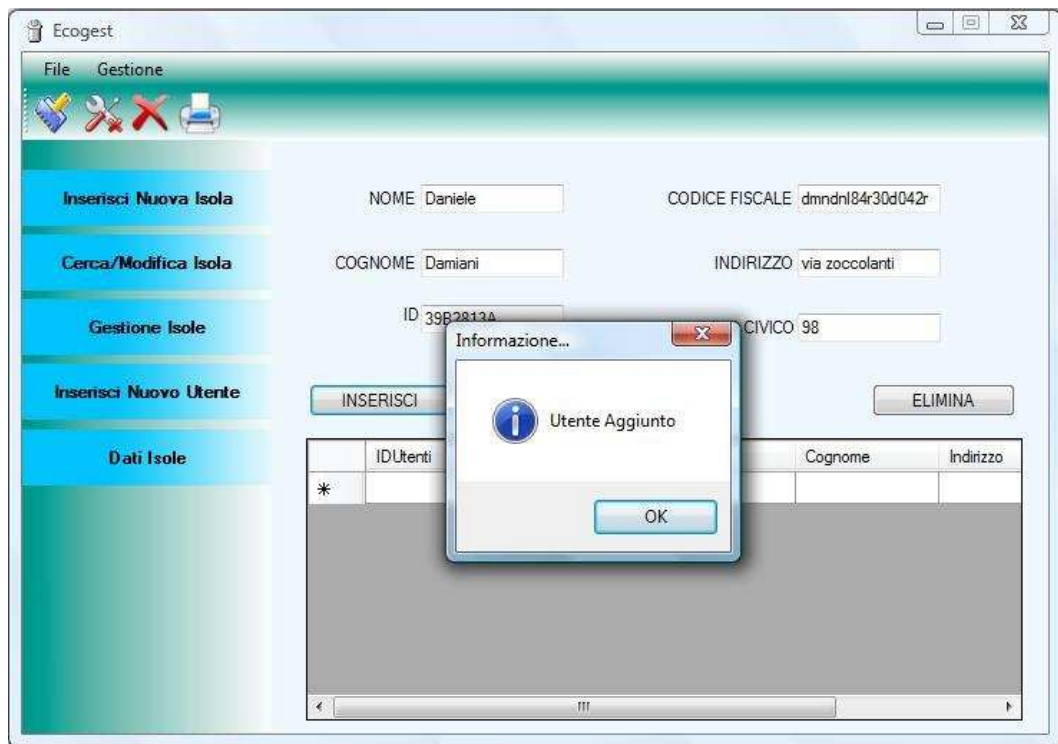 Ecogest
File Gestione
Inserisci Nuova Isola
Cerca/Modifica Isola
Gestione Isole
Inserisci Nuovo Utente
Dati Isole
NOME Daniele
CODICE FISCALE dmndnl84r30d042r
COGNOME Damiani
INDIRIZZO via zoccolanti
ID 39B2813A
CIVICO 98
INSERISCI
ELIMINA
Informazione...
Utente Aggiunto
OK
IDUtenti Cognome Indirizzo